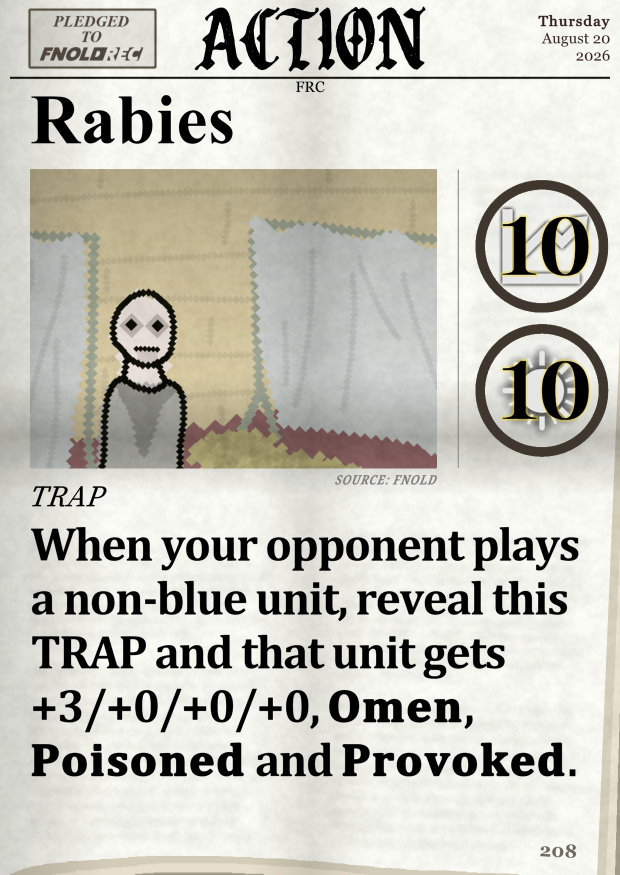 PLEDGED
TO
FNOLD REC
ACTION
Thursday
August 20
2026
FRC
Rabies
10
10
SOURCE: FNOLD
TRAP
When your opponent plays
a non-blue unit, reveal this
TRAP and that unit gets
+3/+0/+0/+0, Omen,
Poisoned and Provoked.
208